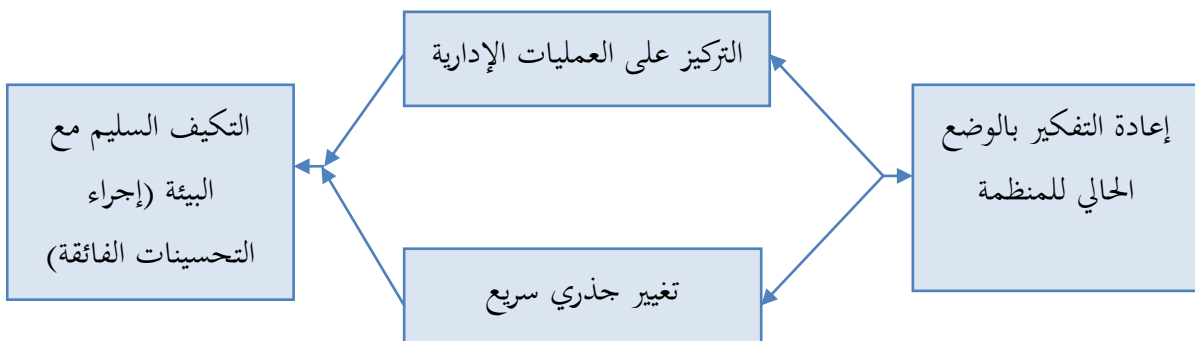 إعادة التفكير بالوضع
الحالي للمنظمة
التركيز على العمليات الإدارية
تغيير جذري سريع
التكيف السليم مع
البيئة (إجراء
التحسينات الفائقة)